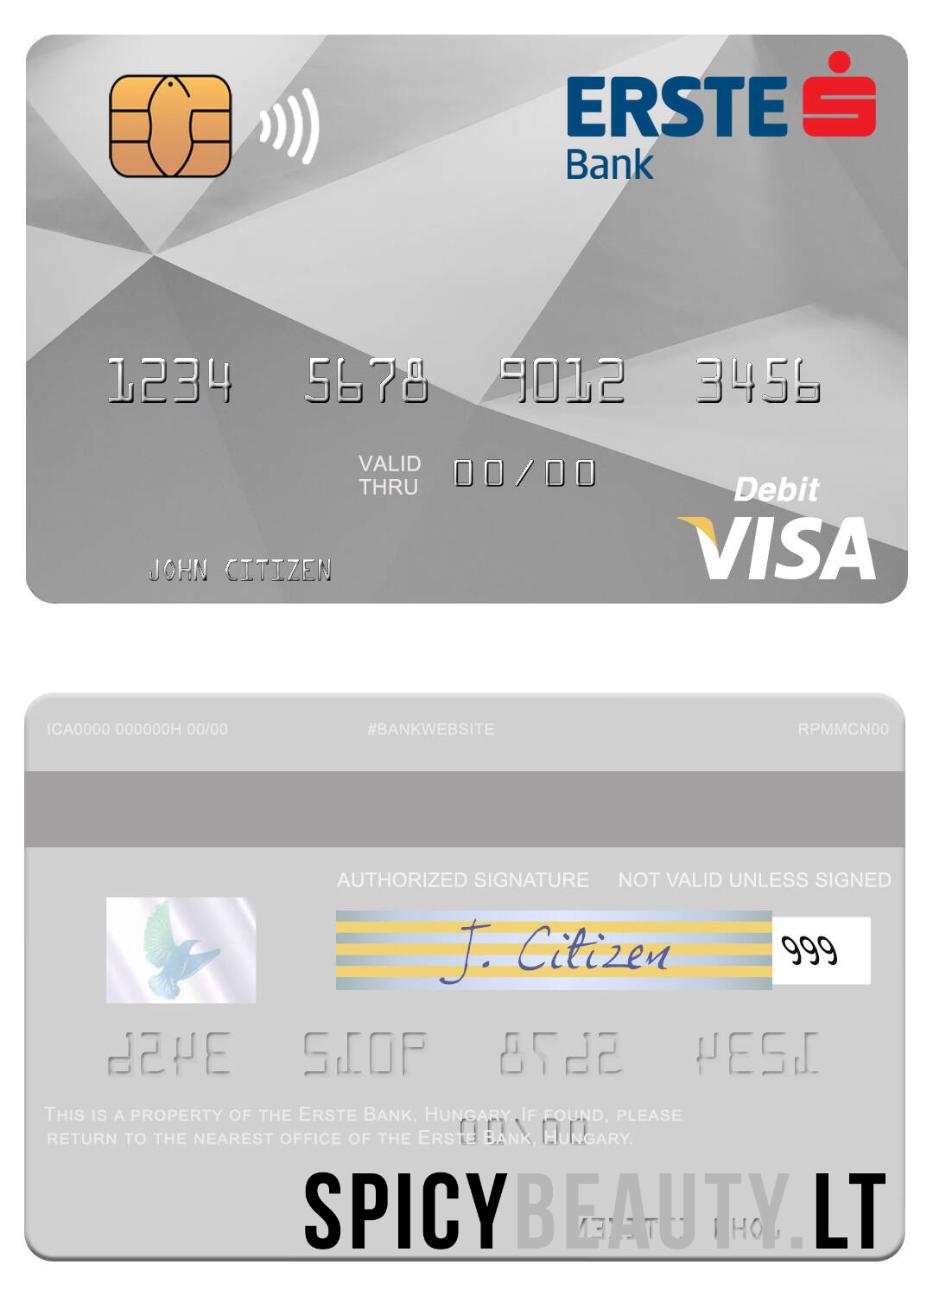 ERSTE
Bank
1234 5678 9012 3456
VALID
THRU
00/00
Debit
VISA
JOHN CITIZEN
ICA0000 000000H 00/00 #BANKWEBSITE RPMMCN00
AUTHORIZED SIGNATURE NOT VALID UNLESS SIGNED
J. Citizen 999
THIS IS A PROPERTY OF THE ERSTE BANK, HUNGARY. IF FOUND, PLEASE
RETURN TO THE NEAREST OFFICE OF THE ERSTE BANK, HUNGARY.
SPICYBEAUTY.LT